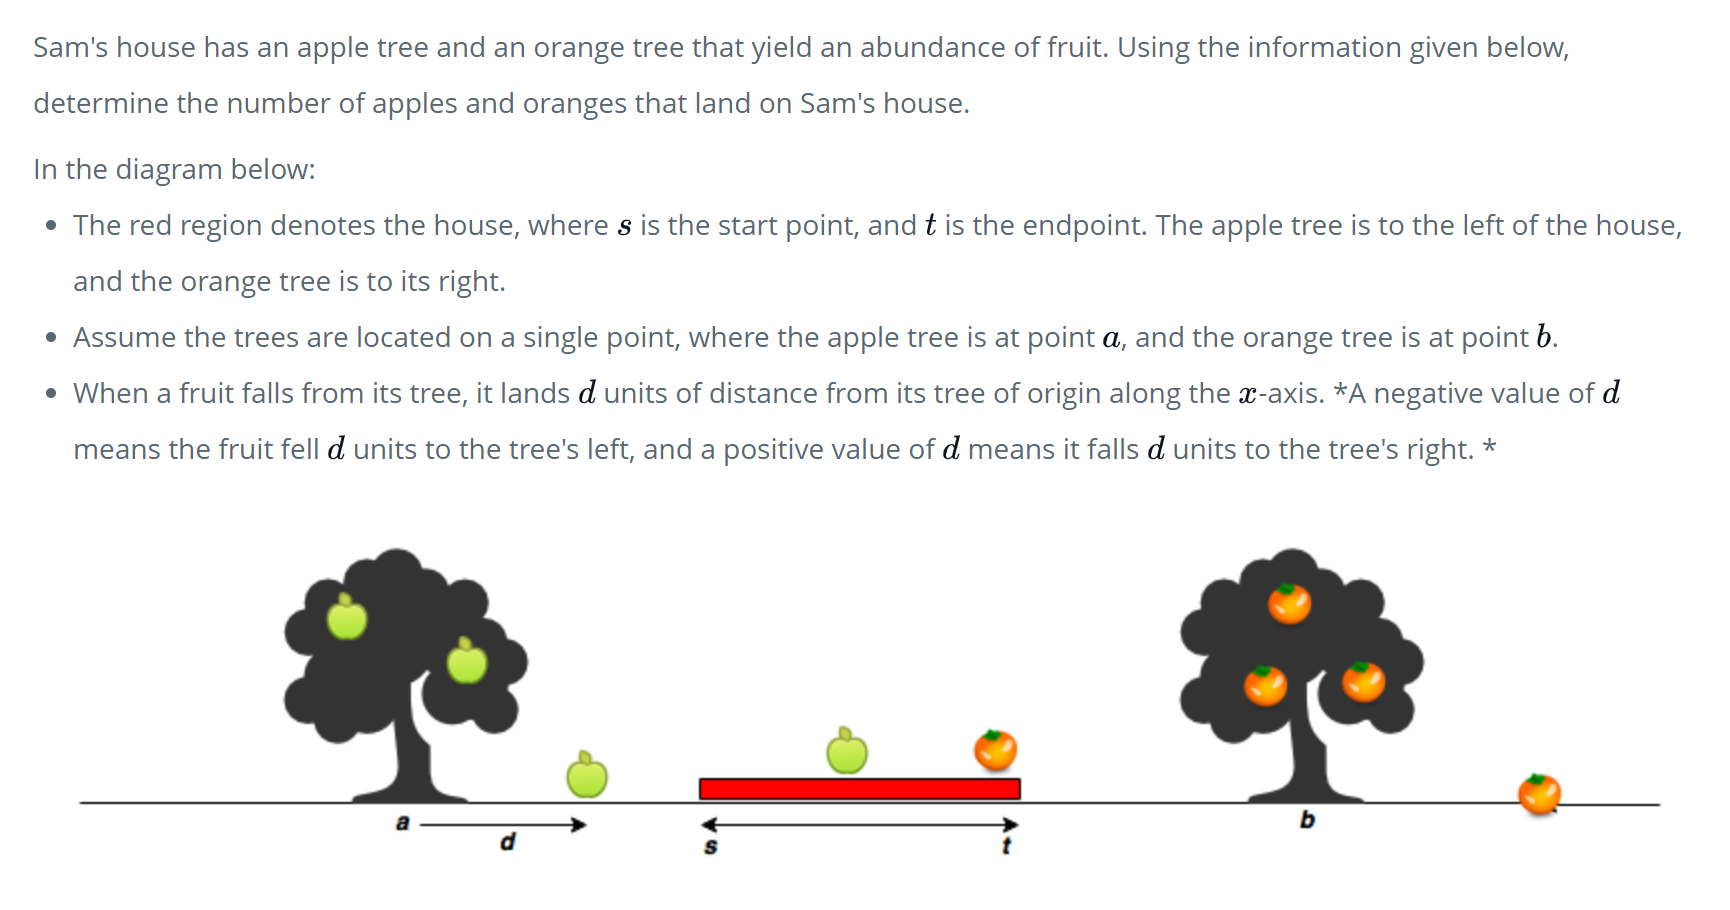 Sam's house has an apple tree and an orange tree that yield an abundance of fruit. Using the information given below,
determine the number of apples and oranges that land on Sam's house.
In the diagram below:
• The red region denotes the house, where s is the start point, and t is the endpoint. The apple tree is to the left of the house,
and the orange tree is to its right.
• Assume the trees are located on a single point, where the apple tree is at point a, and the orange tree is at point b.
• When a fruit falls from its tree, it lands d units of distance from its tree of origin along the x-axis. *A negative value of d
means the fruit fell d units to the tree's left, and a positive value of d means it falls d units to the tree's right. *
a
d
s
t
b